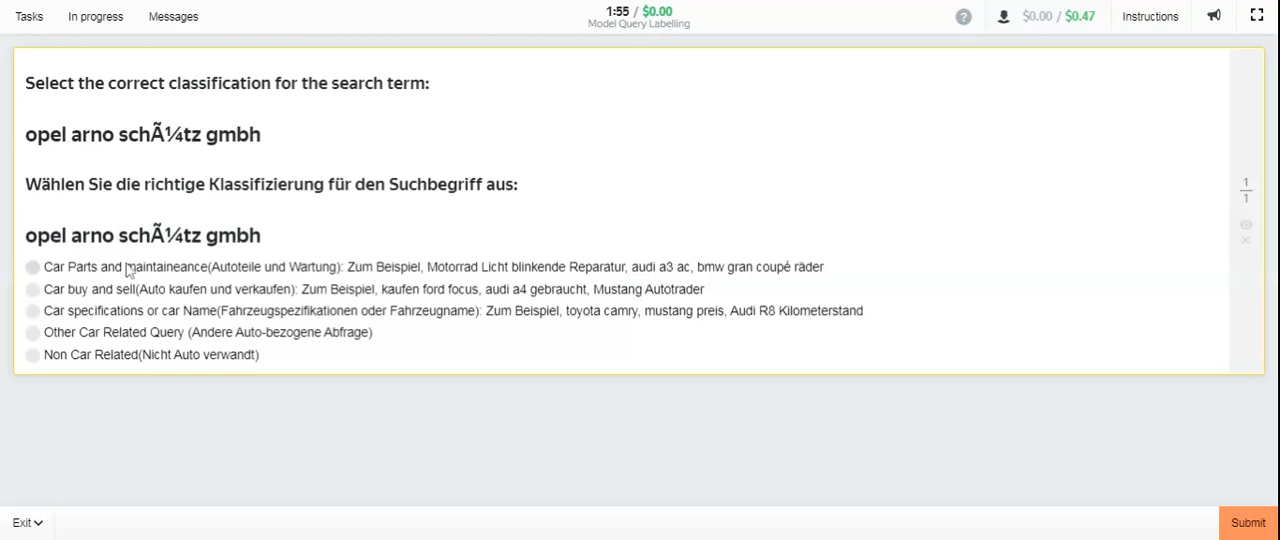 Tasks In progress Messages 1:55 / $0.00 ? $0.00 / $0.47 Instructions
Model Query Labelling
Select the correct classification for the search term:
opel arno schÃ¼tz gmbh
Wählen Sie die richtige Klassifizierung für den Suchbegriff aus:
1
1
opel arno schÃ¼tz gmbh
Car Parts and maintaineance(Autoteile und Wartung): Zum Beispiel, Motorrad Licht blinkende Reparatur, audi a3 ac, bmw gran coupé räder
Car buy and sell(Auto kaufen und verkaufen): Zum Beispiel, kaufen ford focus, audi a4 gebraucht, Mustang Autotrader
Car specifications or car Name(Fahrzeugspezifikationen oder Fahrzeugname): Zum Beispiel, toyota camry, mustang preis, Audi R8 Kilometerstand
Other Car Related Query (Andere Auto-bezogene Abfrage)
Non Car Related(Nicht Auto verwandt)
Exit Submit